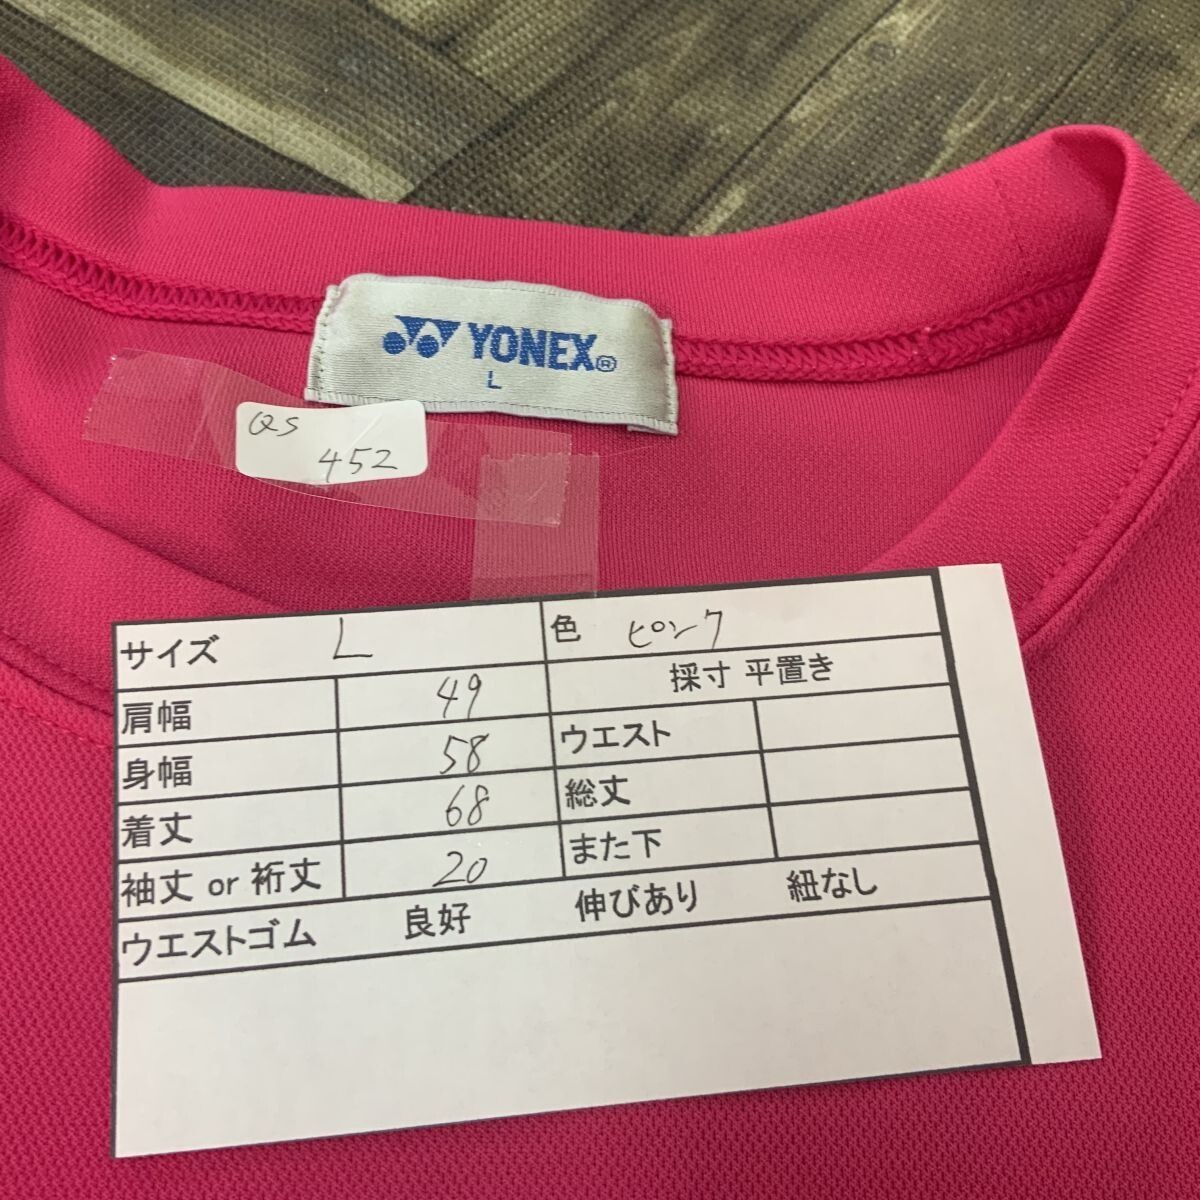 YONEX®
L
QS
452
サイズ L 色 ピンク
肩幅 49 採寸 平置き
身幅 58 ウエスト
着丈 68 総丈
袖丈 or 裄丈 20 また下
ウエストゴム 良好 伸びあり 紐なし